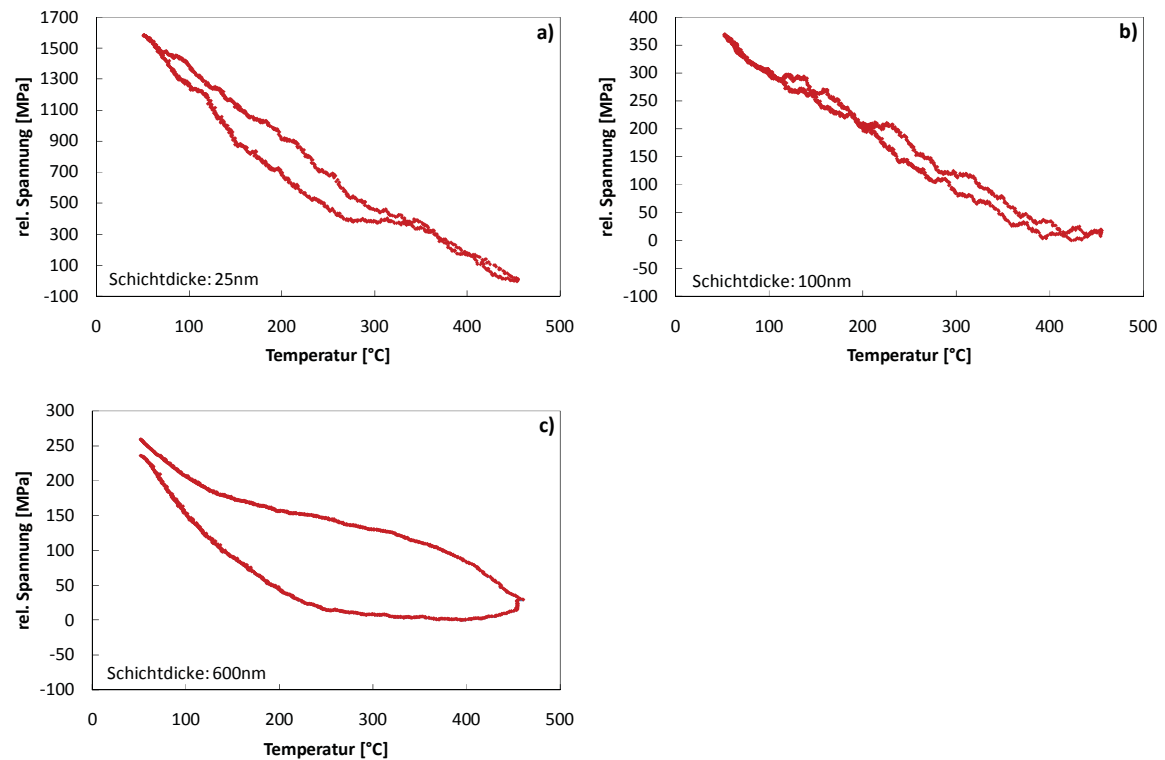 a)
rel. Spannung [MPa]
1700
1500
1300
1100
900
700
500
300
100
-100
Schichtdicke: 25nm
0 100 200 300 400 500
Temperatur [°C]
b)
rel. Spannung [MPa]
400
350
300
250
200
150
100
50
0
-50
-100
Schichtdicke: 100nm
0 100 200 300 400 500
Temperatur [°C]
c)
rel. Spannung [MPa]
300
250
200
150
100
50
0
-50
-100
Schichtdicke: 600nm
0 100 200 300 400 500
Temperatur [°C]